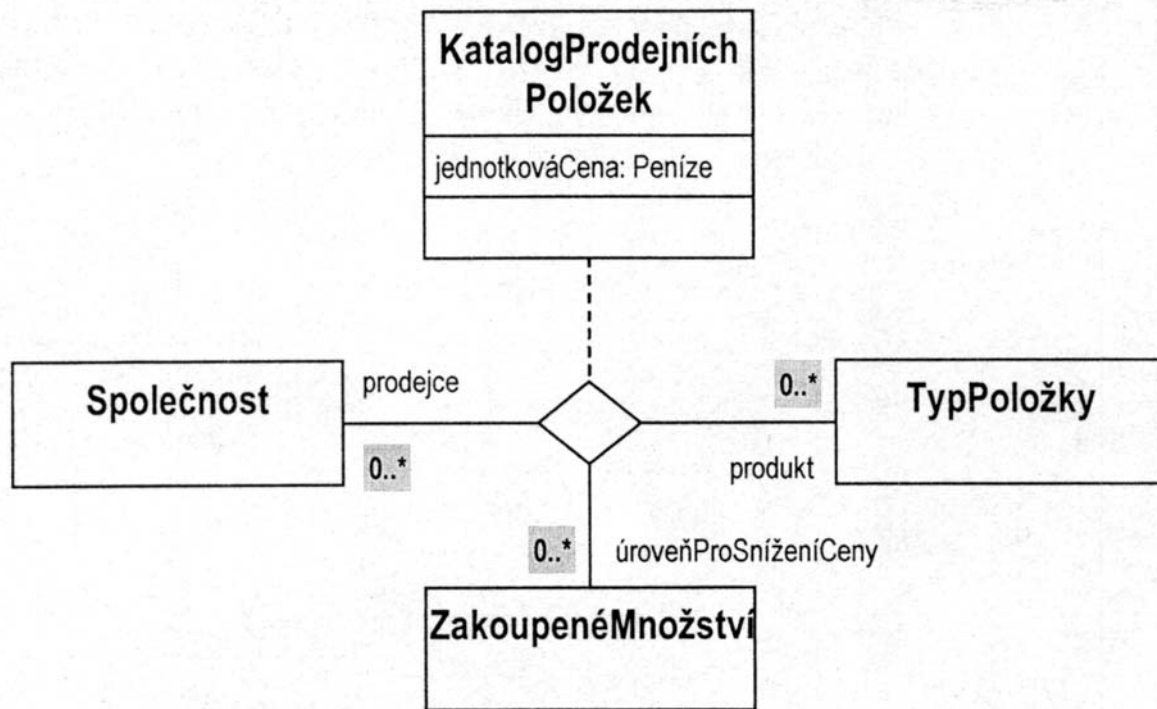 KatalogProdejních
Položek
jednotkováCena: Peníze
Společnost
prodejce
0..*
0..*
produkt
TypPoložky
0..*
úroveňProSníženíCeny
ZakoupenéMnožství